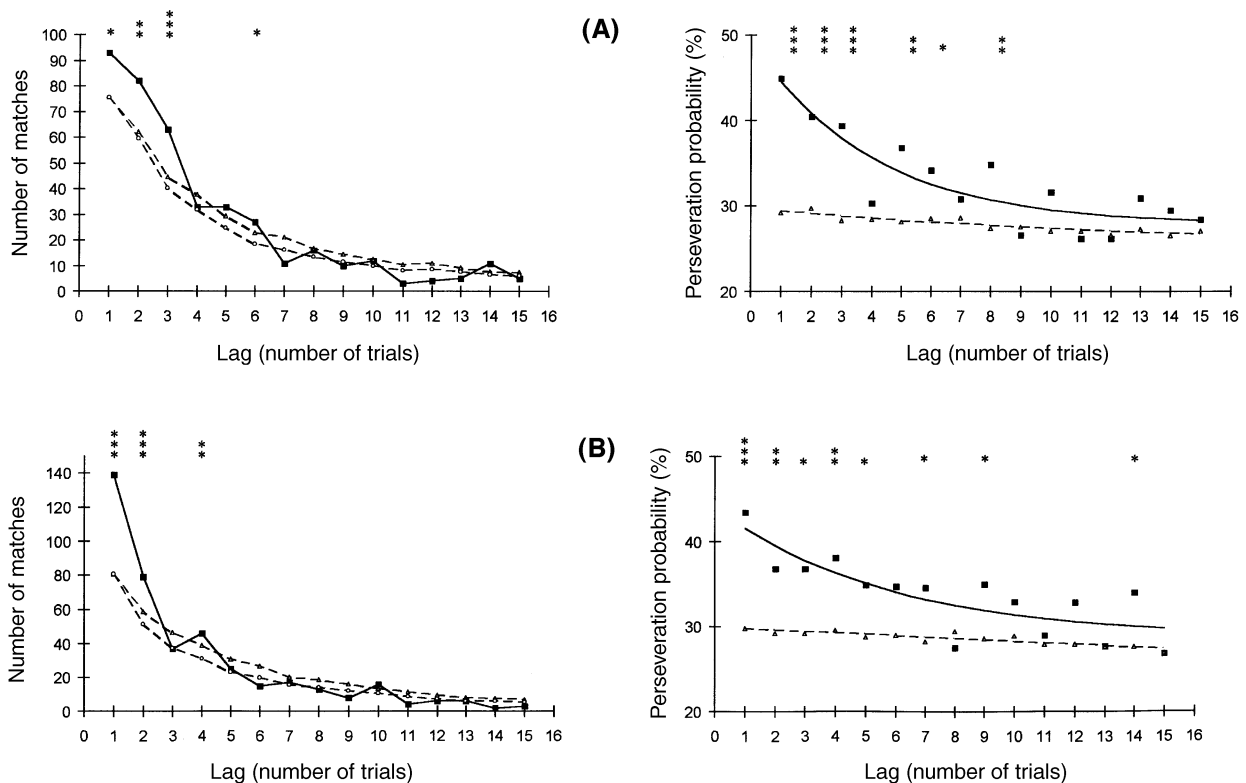 (A)
Number of matches
100
90
80
70
60
50
40
30
20
10
0
0 1 2 3 4 5 6 7 8 9 10 11 12 13 14 15 16
Lag (number of trials)
* ** *** *
Perseveration probability (%)
50
40
30
20
0 1 2 3 4 5 6 7 8 9 10 11 12 13 14 15 16
Lag (number of trials)
*** *** *** ** * **
(B)
Number of matches
140
120
100
80
60
40
20
0
0 1 2 3 4 5 6 7 8 9 10 11 12 13 14 15 16
Lag (number of trials)
*** *** **
Perseveration probability (%)
50
40
30
20
0 1 2 3 4 5 6 7 8 9 10 11 12 13 14 15 16
Lag (number of trials)
*** ** * ** * * * *